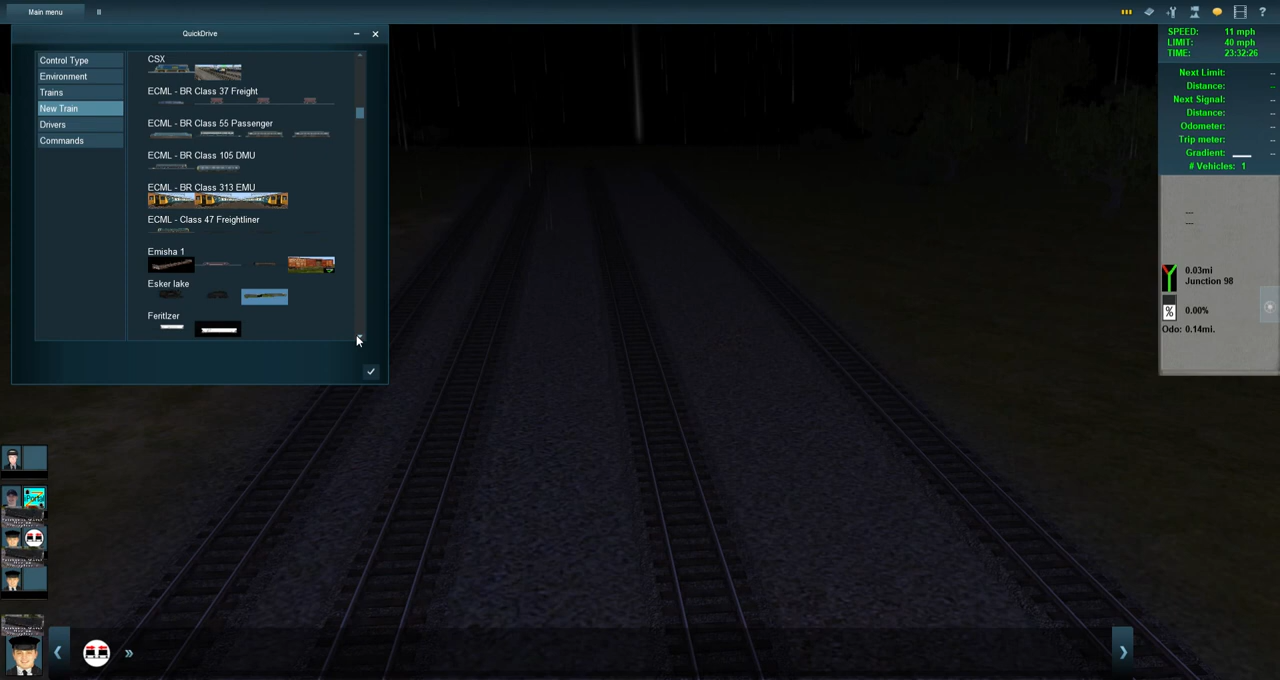 Main menu
QuickDrive
Control Type
Environment
Trains
New Train
Drivers
Commands
CSX
ECML - BR Class 37 Freight
ECML - BR Class 55 Passenger
ECML - BR Class 105 DMU
ECML - BR Class 313 EMU
ECML - Class 47 Freightliner
Emisha 1
Esker lake
Feritlzer
SPEED: 11 mph
LIMIT: 40 mph
TIME: 23:32:26
Next Limit: --
Distance: --
Next Signal: --
Distance: --
Odometer: --
Trip meter: --
Gradient: --
# Vehicles: 1
---
---
0.03mi
Junction 98
% 0.00%
Odo: 0.14mi.
Portal